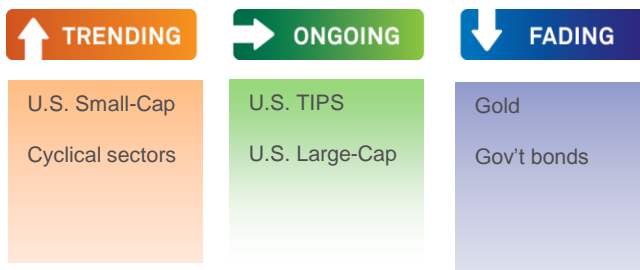 TRENDING
U.S. Small-Cap
Cyclical sectors
ONGOING
U.S. TIPS
U.S. Large-Cap
FADING
Gold
Gov’t bonds